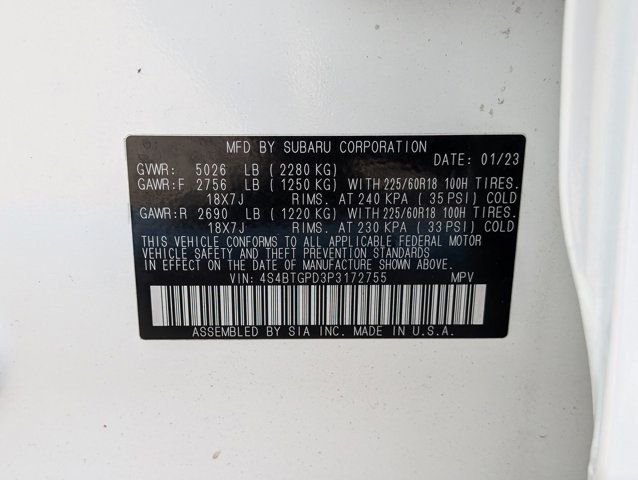 MFD BY SUBARU CORPORATION
DATE: 01/23
GVWR: 5026 LB ( 2280 KG)
GAWR:F 2756 LB ( 1250 KG) WITH 225/60R18 100H TIRES.
18X7J RIMS. AT 240 KPA ( 35 PSI) COLD
GAWR:R 2690 LB ( 1220 KG) WITH 225/60R18 100H TIRES.
18X7J RIMS. AT 230 KPA ( 33 PSI) COLD
THIS VEHICLE CONFORMS TO ALL APPLICABLE FEDERAL MOTOR
VEHICLE SAFETY AND THEFT PREVENTION STANDARDS
IN EFFECT ON THE DATE OF MANUFACTURE SHOWN ABOVE.
VIN: 4S4BTGPD3P3172755 MPV
ASSEMBLED BY SIA INC. MADE IN U.S.A.